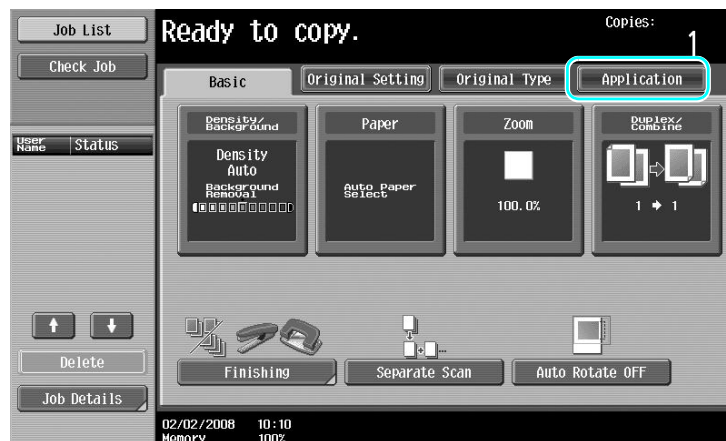 Job List
Check Job
User Name Status
Delete
Job Details
Ready to copy.
Copies:
1
Basic
Original Setting
Original Type
Application
Density/
Background
Density
Auto
Background
Removal
Paper
Auto Paper
Select
Zoom
100.0%
Duplex/
Combine
1 ➔ 1
Finishing
Separate Scan
Auto Rotate OFF
02/02/2008 10:10
Memory 100%